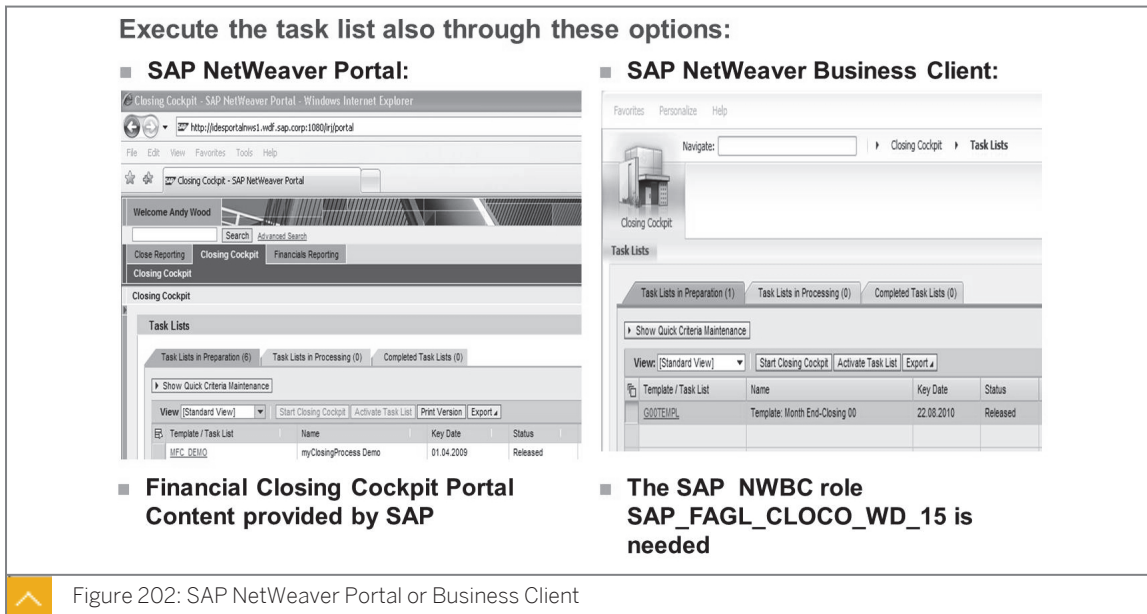 Execute the task list also through these options:
SAP NetWeaver Portal:
Closing Cockpit - SAP NetWeaver Portal - Windows Internet Explorer
http://idesportalnws1.wdf.sap.corp:1080/irj/portal
File Edit View Favorites Tools Help
Closing Cockpit - SAP NetWeaver Portal
Welcome Andy Wood
Search Advanced Search
Close Reporting Closing Cockpit Financials Reporting
Closing Cockpit
Closing Cockpit
Task Lists
Task Lists in Preparation (6) Task Lists in Processing (0) Completed Task Lists (0)
Show Quick Criteria Maintenance
View [Standard View] Start Closing Cockpit Activate Task List Print Version Export
Template / Task List Name Key Date Status
MFC_DEMO myClosingProcess Demo 01.04.2009 Released
Financial Closing Cockpit Portal
Content provided by SAP
SAP NetWeaver Business Client:
Favorites Personalize Help
Navigate: Closing Cockpit Task Lists
Closing Cockpit
Task Lists
Task Lists in Preparation (1) Task Lists in Processing (0) Completed Task Lists (0)
Show Quick Criteria Maintenance
View: [Standard View] Start Closing Cockpit Activate Task List Export
Template / Task List Name Key Date Status
G00TEMPL Template: Month End-Closing 00 22.08.2010 Released
The SAP NWBC role
SAP_FAGL_CLOCO_WD_15 is
needed
Figure 202: SAP NetWeaver Portal or Business Client